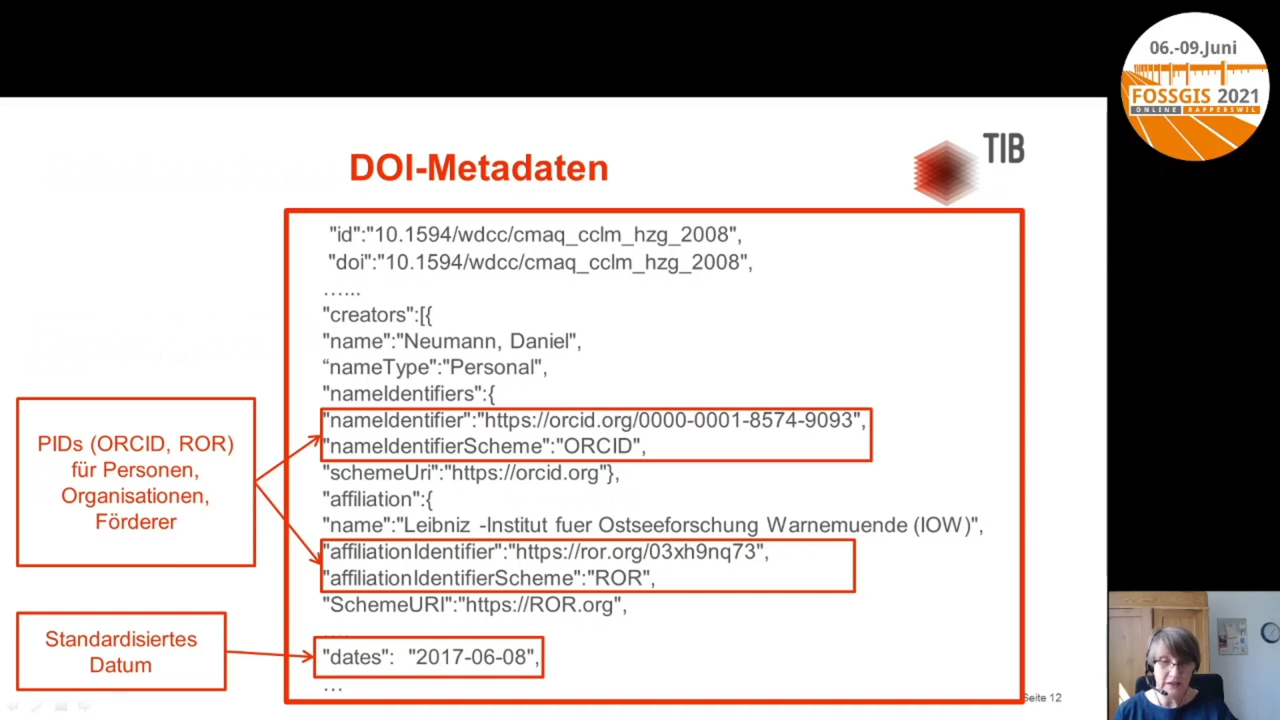 06.-09.Juni
FOSSGIS 2021
ONLINE RAPPERSWIL
TIB
DOI-Metadaten
"id":"10.1594/wdcc/cmaq_cclm_hzg_2008",
"doi":"10.1594/wdcc/cmaq_cclm_hzg_2008",
…...
"creators":[{
"name":"Neumann, Daniel",
“nameType":"Personal",
"nameIdentifiers":{
"nameIdentifier":"https://orcid.org/0000-0001-8574-9093",
"nameIdentifierScheme":"ORCID",
"schemeUri":"https://orcid.org"},
"affiliation":{
"name":"Leibniz -Institut fuer Ostseeforschung Warnemuende (IOW)",
"affiliationIdentifier":"https://ror.org/03xh9nq73",
"affiliationIdentifierScheme":"ROR",
"SchemeURI":"https://ROR.org",
....
"dates": "2017-06-08",
…
PIDs (ORCID, ROR)
für Personen,
Organisationen,
Förderer
Standardisiertes
Datum
Seite 12